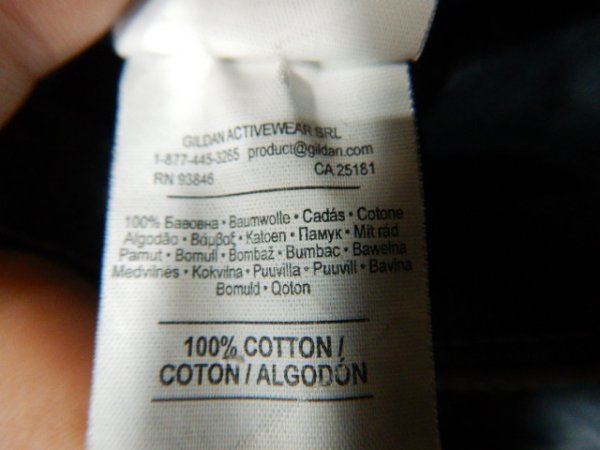 GILDAN ACTIVEWEAR SRL
1-877-445-3265 product@gildan.com
RN 93846 CA 25181
100% Бавовна • Baumwolle • Cadás • Cotone
Algodão • Βάμβαξ • Katoen • Памук • Mit rád
Pamut • Bomull • Bombaž • Bumbac • Bawełna
Medvilnės • Kokvilna • Puuvilla • Puuvill • Bavlna
Bomuld • Qoton
100% COTTON /
COTON / ALGODÓN